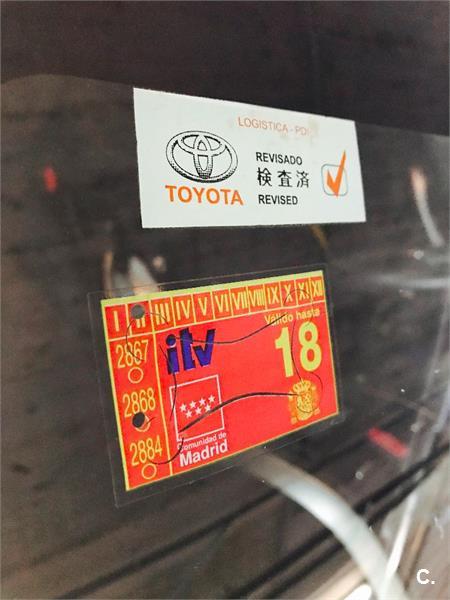 LOGISTICA - PDI
TOYOTA
REVISADO
検査済
REVISED
I II III IV V VI VII VIII IX X XI XII
Válido hasta
18
itv
2867
2868
2884
Comunidad de
Madrid
C.